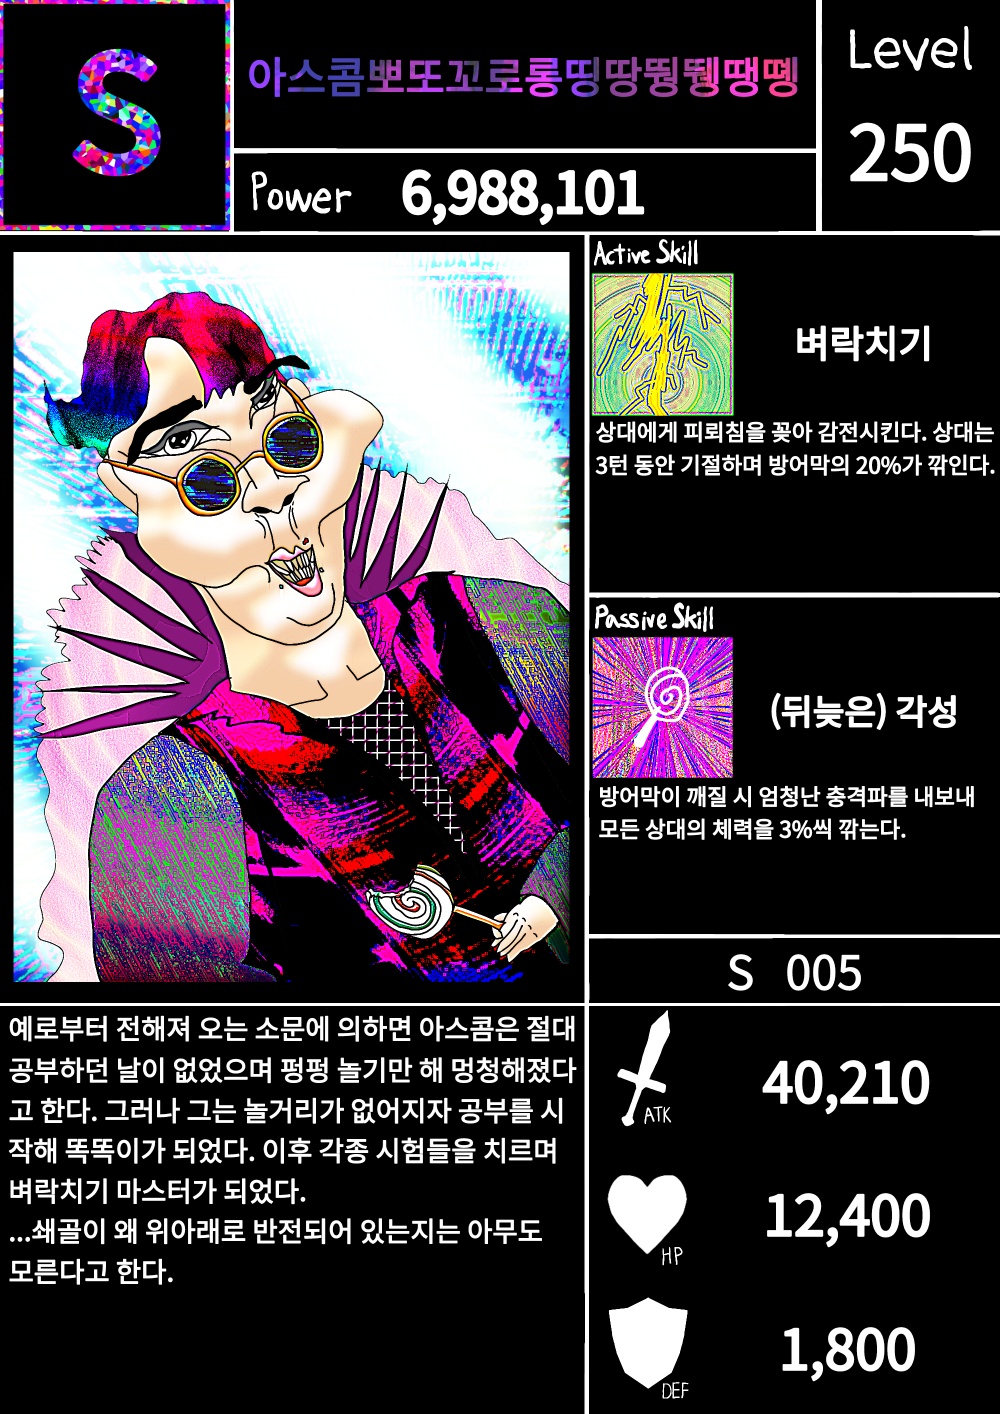 S
아스콤뽀또꼬로롱띵땅뚱뛩땡뗑
Level
250
Power 6,988,101
Active Skill
벼락치기
상대에게 피뢰침을 꽂아 감전시킨다. 상대는
3턴 동안 기절하며 방어막의 20%가 깎인다.
Passive Skill
(뒤늦은) 각성
방어막이 깨질 시 엄청난 충격파를 내보내
모든 상대의 체력을 3%씩 깎는다.
S 005
예로부터 전해져 오는 소문에 의하면 아스콤은 절대
공부하던 날이 없었으며 펑펑 놀기만 해 멍청해졌다
고 한다. 그러나 그는 놀거리가 없어지자 공부를 시
작해 똑똑이가 되었다. 이후 각종 시험들을 치르며
벼락치기 마스터가 되었다.
...쇄골이 왜 위아래로 반전되어 있는지는 아무도
모른다고 한다.
40,210
ATK
12,400
HP
1,800
DEF